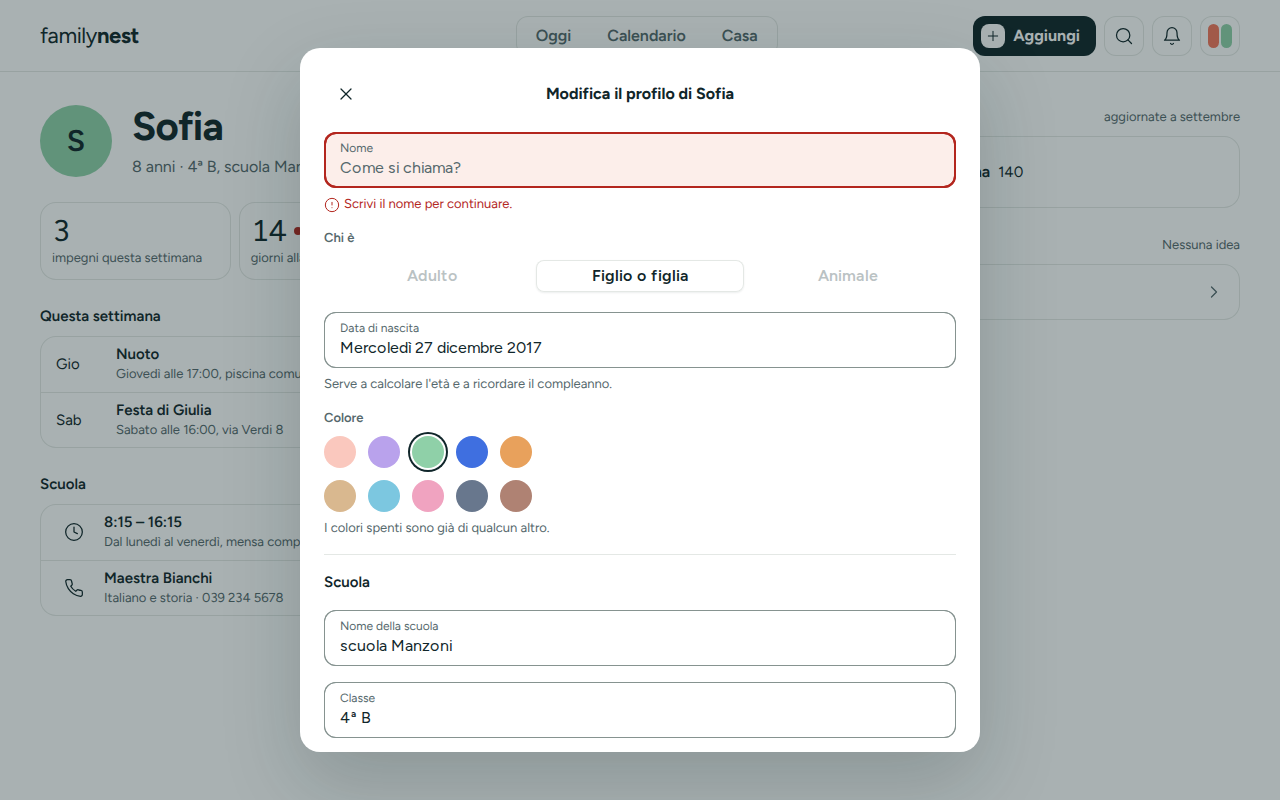 familynest
Oggi Calendario Casa
Aggiungi
S
Sofia
8 anni · 4ª B, scuola
3
impegni questa settimana
14
giorni
aggiornate a settembre
140
Nessuna idea
Questa settimana
Gio
Nuoto
Giovedì alle 17:00, piscina
Sab
Festa di Giulia
Sabato alle 16:00, via Verdi 8
Scuola
8:15 – 16:15
Dal lunedì al venerdì, mensa
Maestra Bianchi
Italiano e storia · 039 234 5678
Modifica il profilo di Sofia
Nome
Come si chiama?
Scrivi il nome per continuare.
Chi è
Adulto Figlio o figlia Animale
Data di nascita
Mercoledì 27 dicembre 2017
Serve a calcolare l'età e a ricordare il compleanno.
Colore
I colori spenti sono già di qualcun altro.
Scuola
Nome della scuola
scuola Manzoni
Classe
4ª B